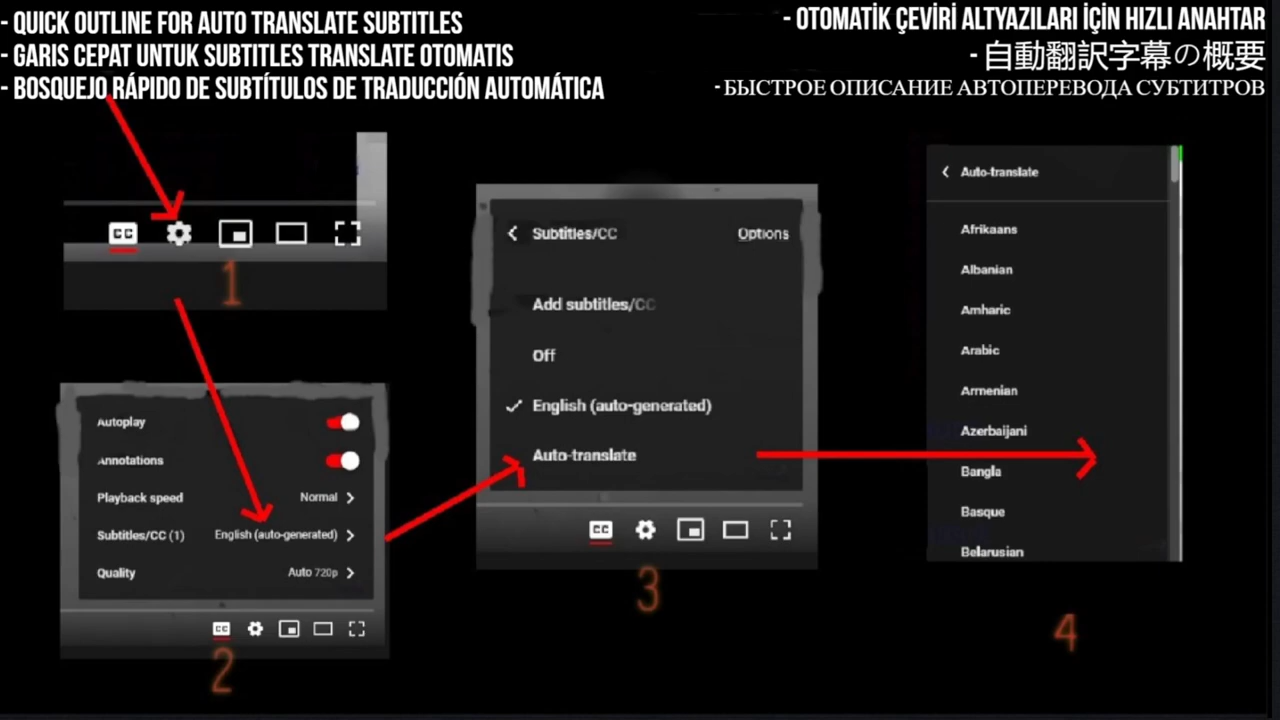 - QUICK OUTLINE FOR AUTO TRANSLATE SUBTITLES
- GARIS CEPAT UNTUK SUBTITLES TRANSLATE OTOMATIS
- BOSQUEJO RÁPIDO DE SUBTÍTULOS DE TRADUCCIÓN AUTOMÁTICA
- OTOMATİK ÇEVİRİ ALTYAZILARI İÇİN HIZLI ANAHTAR
- 自動翻訳字幕の概要
- БЫСТРОЕ ОПИСАНИЕ АВТОПЕРЕВОДА СУБТИТРОВ
CC
1
Autoplay
Annotations
Playback speed Normal
Subtitles/CC (1) English (auto-generated)
Quality Auto 720p
CC
2
Subtitles/CC Options
Add subtitles/CC
Off
English (auto-generated)
Auto-translate
CC
3
Auto-translate
Afrikaans
Albanian
Amharic
Arabic
Armenian
Azerbaijani
Bangla
Basque
Belarusian
4